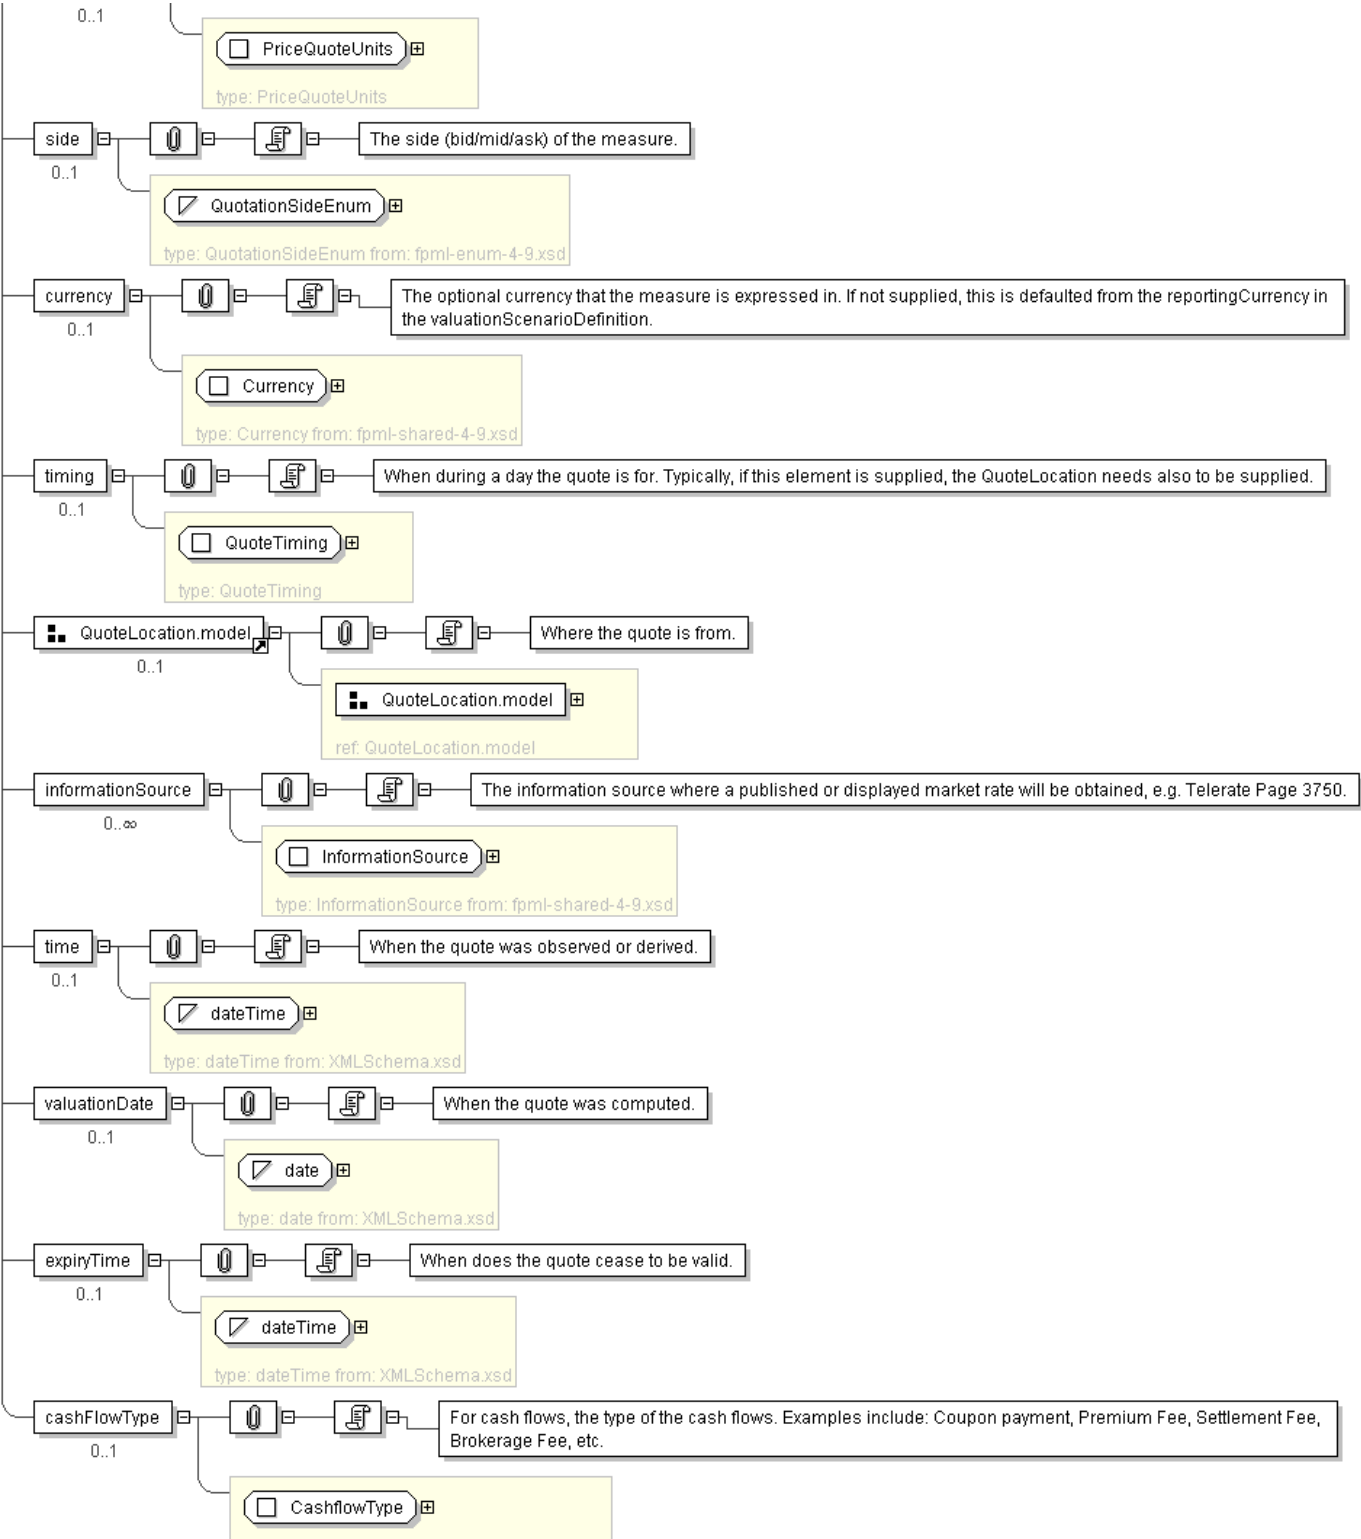 0..1
PriceQuoteUnits
type: PriceQuoteUnits
side
The side (bid/mid/ask) of the measure.
0..1
QuotationSideEnum
type: QuotationSideEnum from: fpml-enum-4-9.xsd
currency
The optional currency that the measure is expressed in. If not supplied, this is defaulted from the reportingCurrency in
the valuationScenarioDefinition.
0..1
Currency
type: Currency from: fpml-shared-4-9.xsd
timing
When during a day the quote is for. Typically, if this element is supplied, the QuoteLocation needs also to be supplied.
0..1
QuoteTiming
type: QuoteTiming
QuoteLocation.model
Where the quote is from.
0..1
QuoteLocation.model
ref: QuoteLocation.model
informationSource
The information source where a published or displayed market rate will be obtained, e.g. Telerate Page 3750.
0..∞
InformationSource
type: InformationSource from: fpml-shared-4-9.xsd
time
When the quote was observed or derived.
0..1
dateTime
type: dateTime from: XMLSchema.xsd
valuationDate
When the quote was computed.
0..1
date
type: date from: XMLSchema.xsd
expiryTime
When does the quote cease to be valid.
0..1
dateTime
type: dateTime from: XMLSchema.xsd
cashFlowType
For cash flows, the type of the cash flows. Examples include: Coupon payment, Premium Fee, Settlement Fee,
Brokerage Fee, etc.
0..1
CashflowType